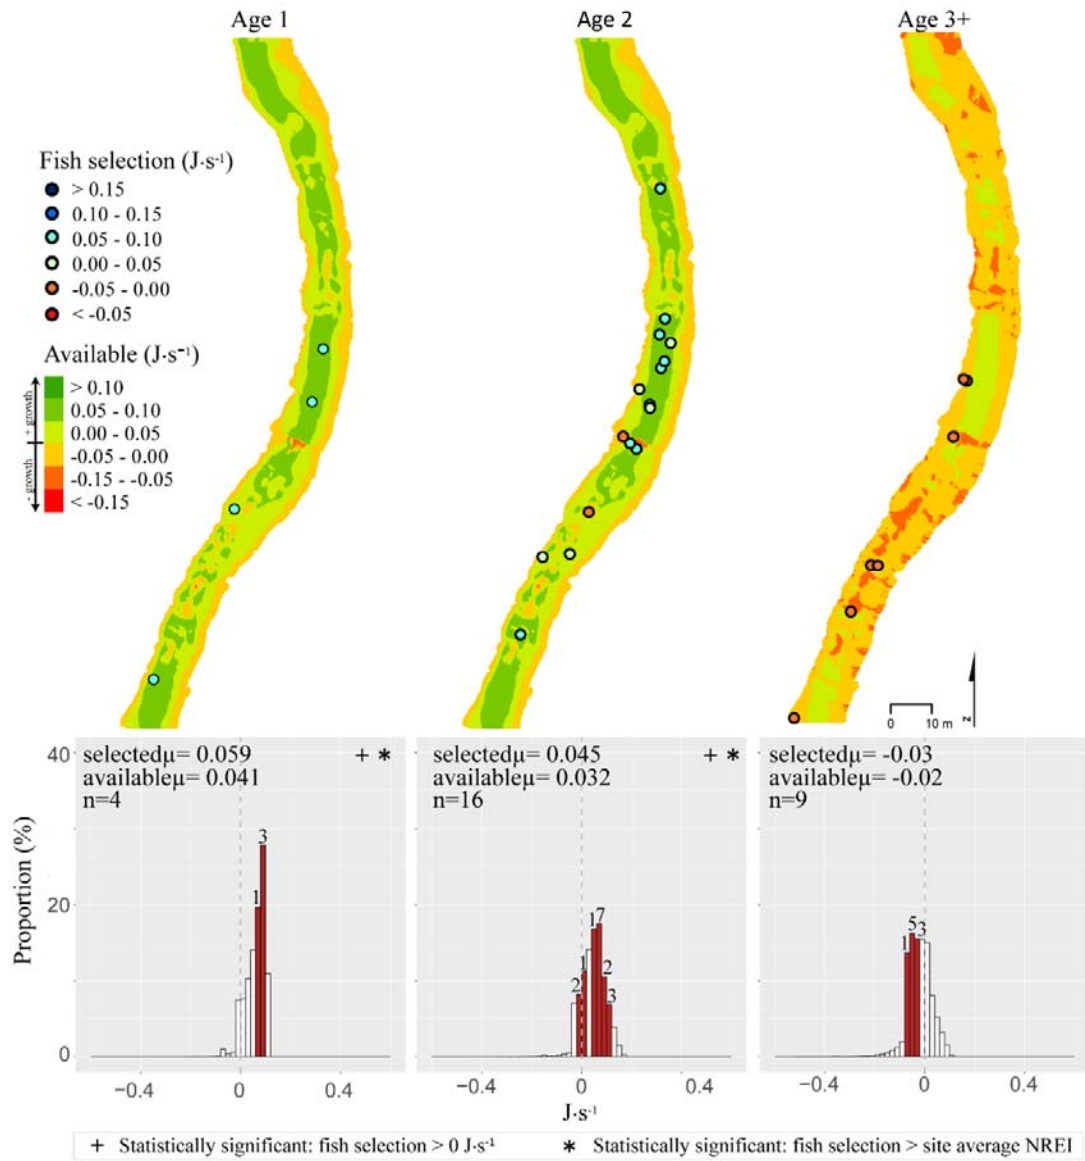 Age 1
Age 2
Age 3+
Fish selection (J·s⁻¹)
> 0.15
0.10 - 0.15
0.05 - 0.10
0.00 - 0.05
-0.05 - 0.00
< -0.05
Available (J·s⁻¹)
+ growth
- growth
> 0.10
0.05 - 0.10
0.00 - 0.05
-0.05 - 0.00
-0.15 - -0.05
< -0.15
0 10 m
z
selectedμ= 0.059
availableμ= 0.041
n=4
+ *
selectedμ= 0.045
availableμ= 0.032
n=16
+ *
selectedμ= -0.03
availableμ= -0.02
n=9
Proportion (%)
40
20
0
1 3
2 1 1 7 2 3
1 5 3
−0.4 0 0.4
−0.4 0 0.4
−0.4 0 0.4
J·s⁻¹
+ Statistically significant: fish selection > 0 J·s⁻¹
* Statistically significant: fish selection > site average NREI